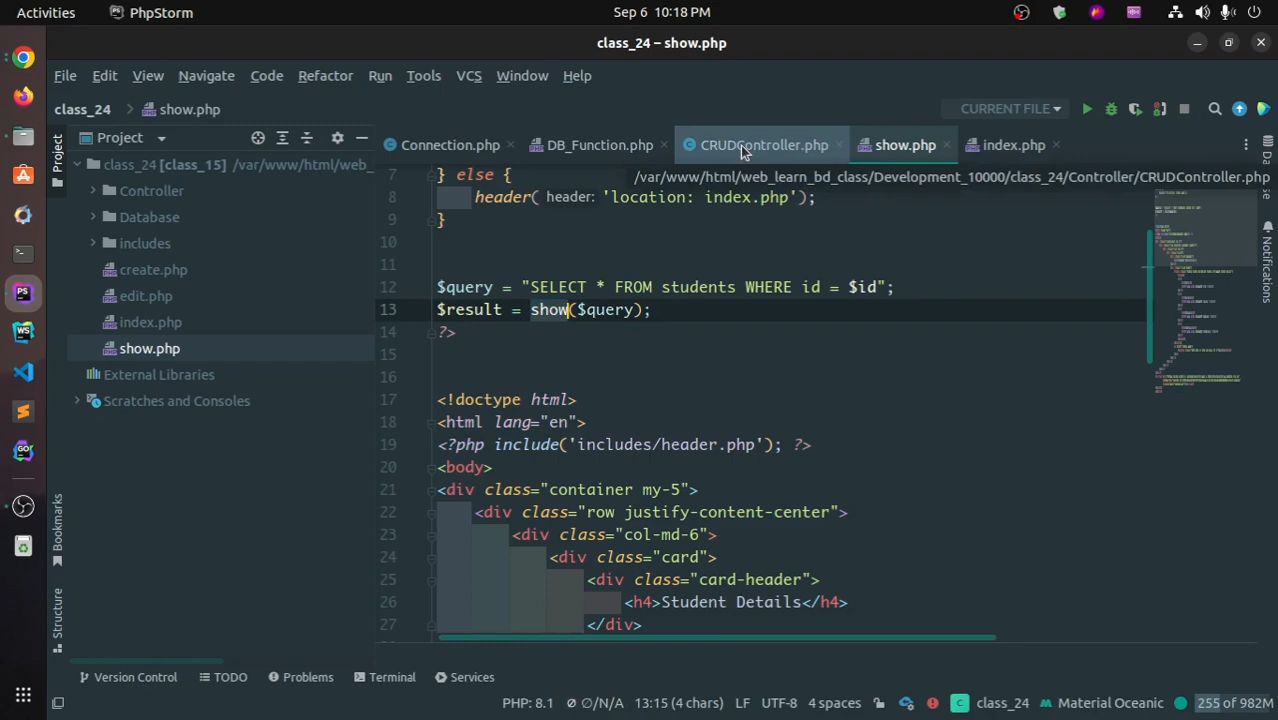 Activities
PhpStorm
Sep 6 10:18 PM
class_24 – show.php
File Edit View Navigate Code Refactor Run Tools VCS Window Help
class_24
show.php
CURRENT FILE
Project
Project
Connection.php
DB_Function.php
CRUDController.php
show.php
index.php
/var/www/html/web_learn_bd_class/Development_10000/class_24/Controller/CRUDController.php
class_24 [class_15] /var/www/html/web_
Controller
Database
includes
create.php
edit.php
index.php
show.php
External Libraries
Scratches and Consoles
7 } else {
8 header( header: 'location: index.php');
9 }
10
11
12 $query = "SELECT * FROM students WHERE id = $id";
13 $result = show($query);
14 ?>
15
16
17 <!doctype html>
18 <html lang="en">
19 <?php include('includes/header.php'); ?>
20 <body>
21 <div class="container my-5">
22 <div class="row justify-content-center">
23 <div class="col-md-6">
24 <div class="card">
25 <div class="card-header">
26 <h4>Student Details</h4>
27 </div>
Database
Notifications
Bookmarks
Structure
Version Control
TODO
Problems
Terminal
Services
PHP: 8.1
∅/N/A
13:15 (4 chars)
LF
UTF-8
4 spaces
C
class_24
Material Oceanic
255 of 982M